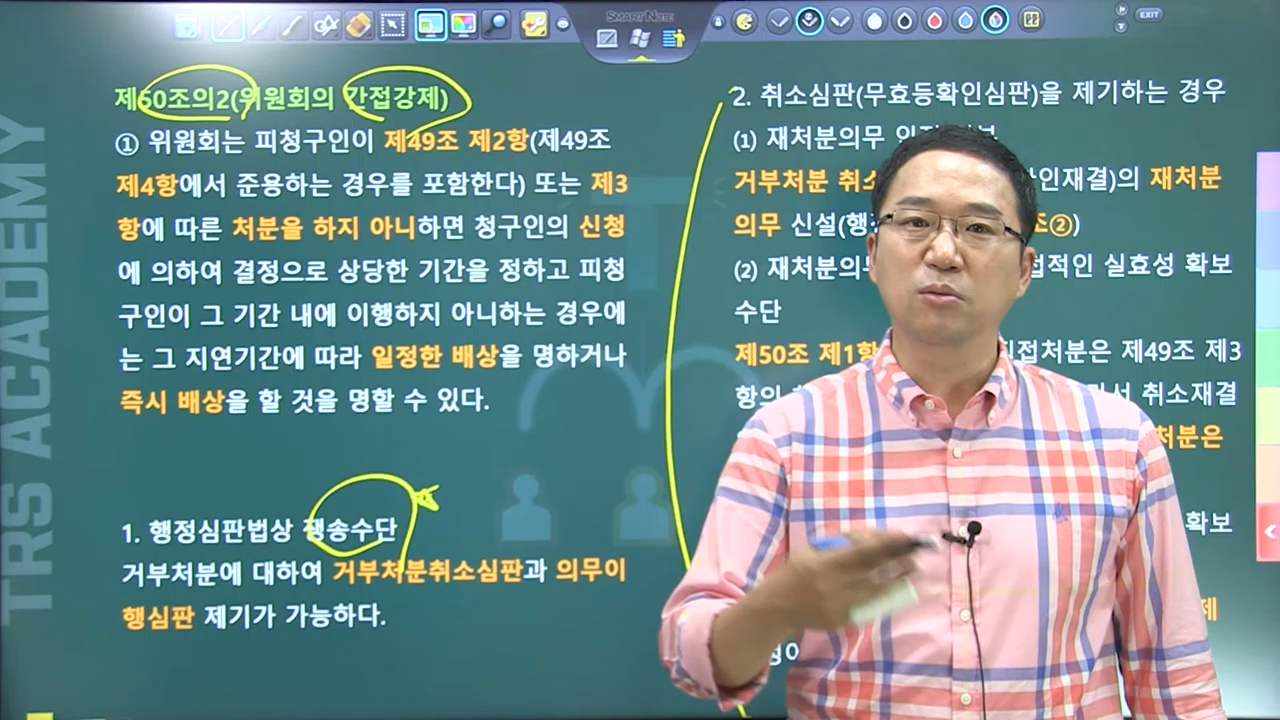 SMART NOTE
EXIT
TRS ACADEMY
제50조의2(위원회의 간접강제)
① 위원회는 피청구인이 제49조 제2항(제49조
제4항에서 준용하는 경우를 포함한다) 또는 제3
항에 따른 처분을 하지 아니하면 청구인의 신청
에 의하여 결정으로 상당한 기간을 정하고 피청
구인이 그 기간 내에 이행하지 아니하는 경우에
는 그 지연기간에 따라 일정한 배상을 명하거나
즉시 배상을 할 것을 명할 수 있다.
1. 행정심판법상 쟁송수단
거부처분에 대하여 거부처분취소심판과 의무이
행심판 제기가 가능하다.
2. 취소심판(무효등확인심판)을 제기하는 경우
(1) 재처분의무
거부처분 인재결)의 재처분
의무 신설(행 ②)
(2) 재처분의무 적인 실효성 확보
수단
제50조 제1항 직접처분은 제49조 제3
항의 취소재결
처분은
확보
제